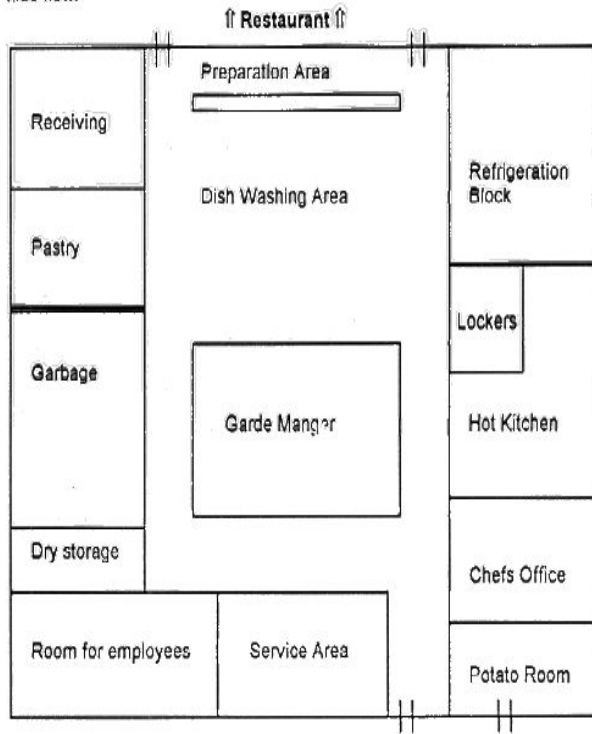 ⇑ Restaurant ⇑
Preparation Area
Receiving
Refrigeration
Block
Dish Washing Area
Pastry
Lockers
Garbage
Garde Manger
Hot Kitchen
Dry storage
Chefs Office
Room for employees
Service Area
Potato Room